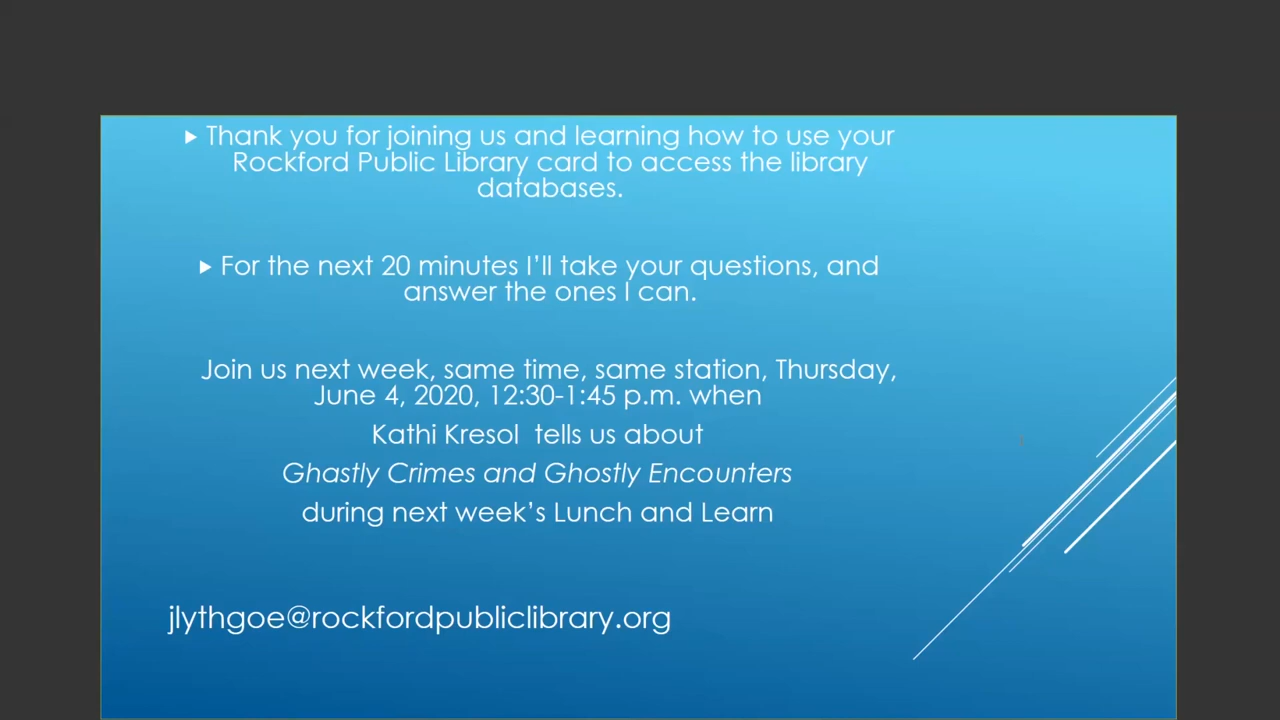 Thank you for joining us and learning how to use your
Rockford Public Library card to access the library
databases.
For the next 20 minutes I’ll take your questions, and
answer the ones I can.
Join us next week, same time, same station, Thursday,
June 4, 2020, 12:30-1:45 p.m. when
Kathi Kresol  tells us about
Ghastly Crimes and Ghostly Encounters
during next week’s Lunch and Learn
jlythgoe@rockfordpubliclibrary.org